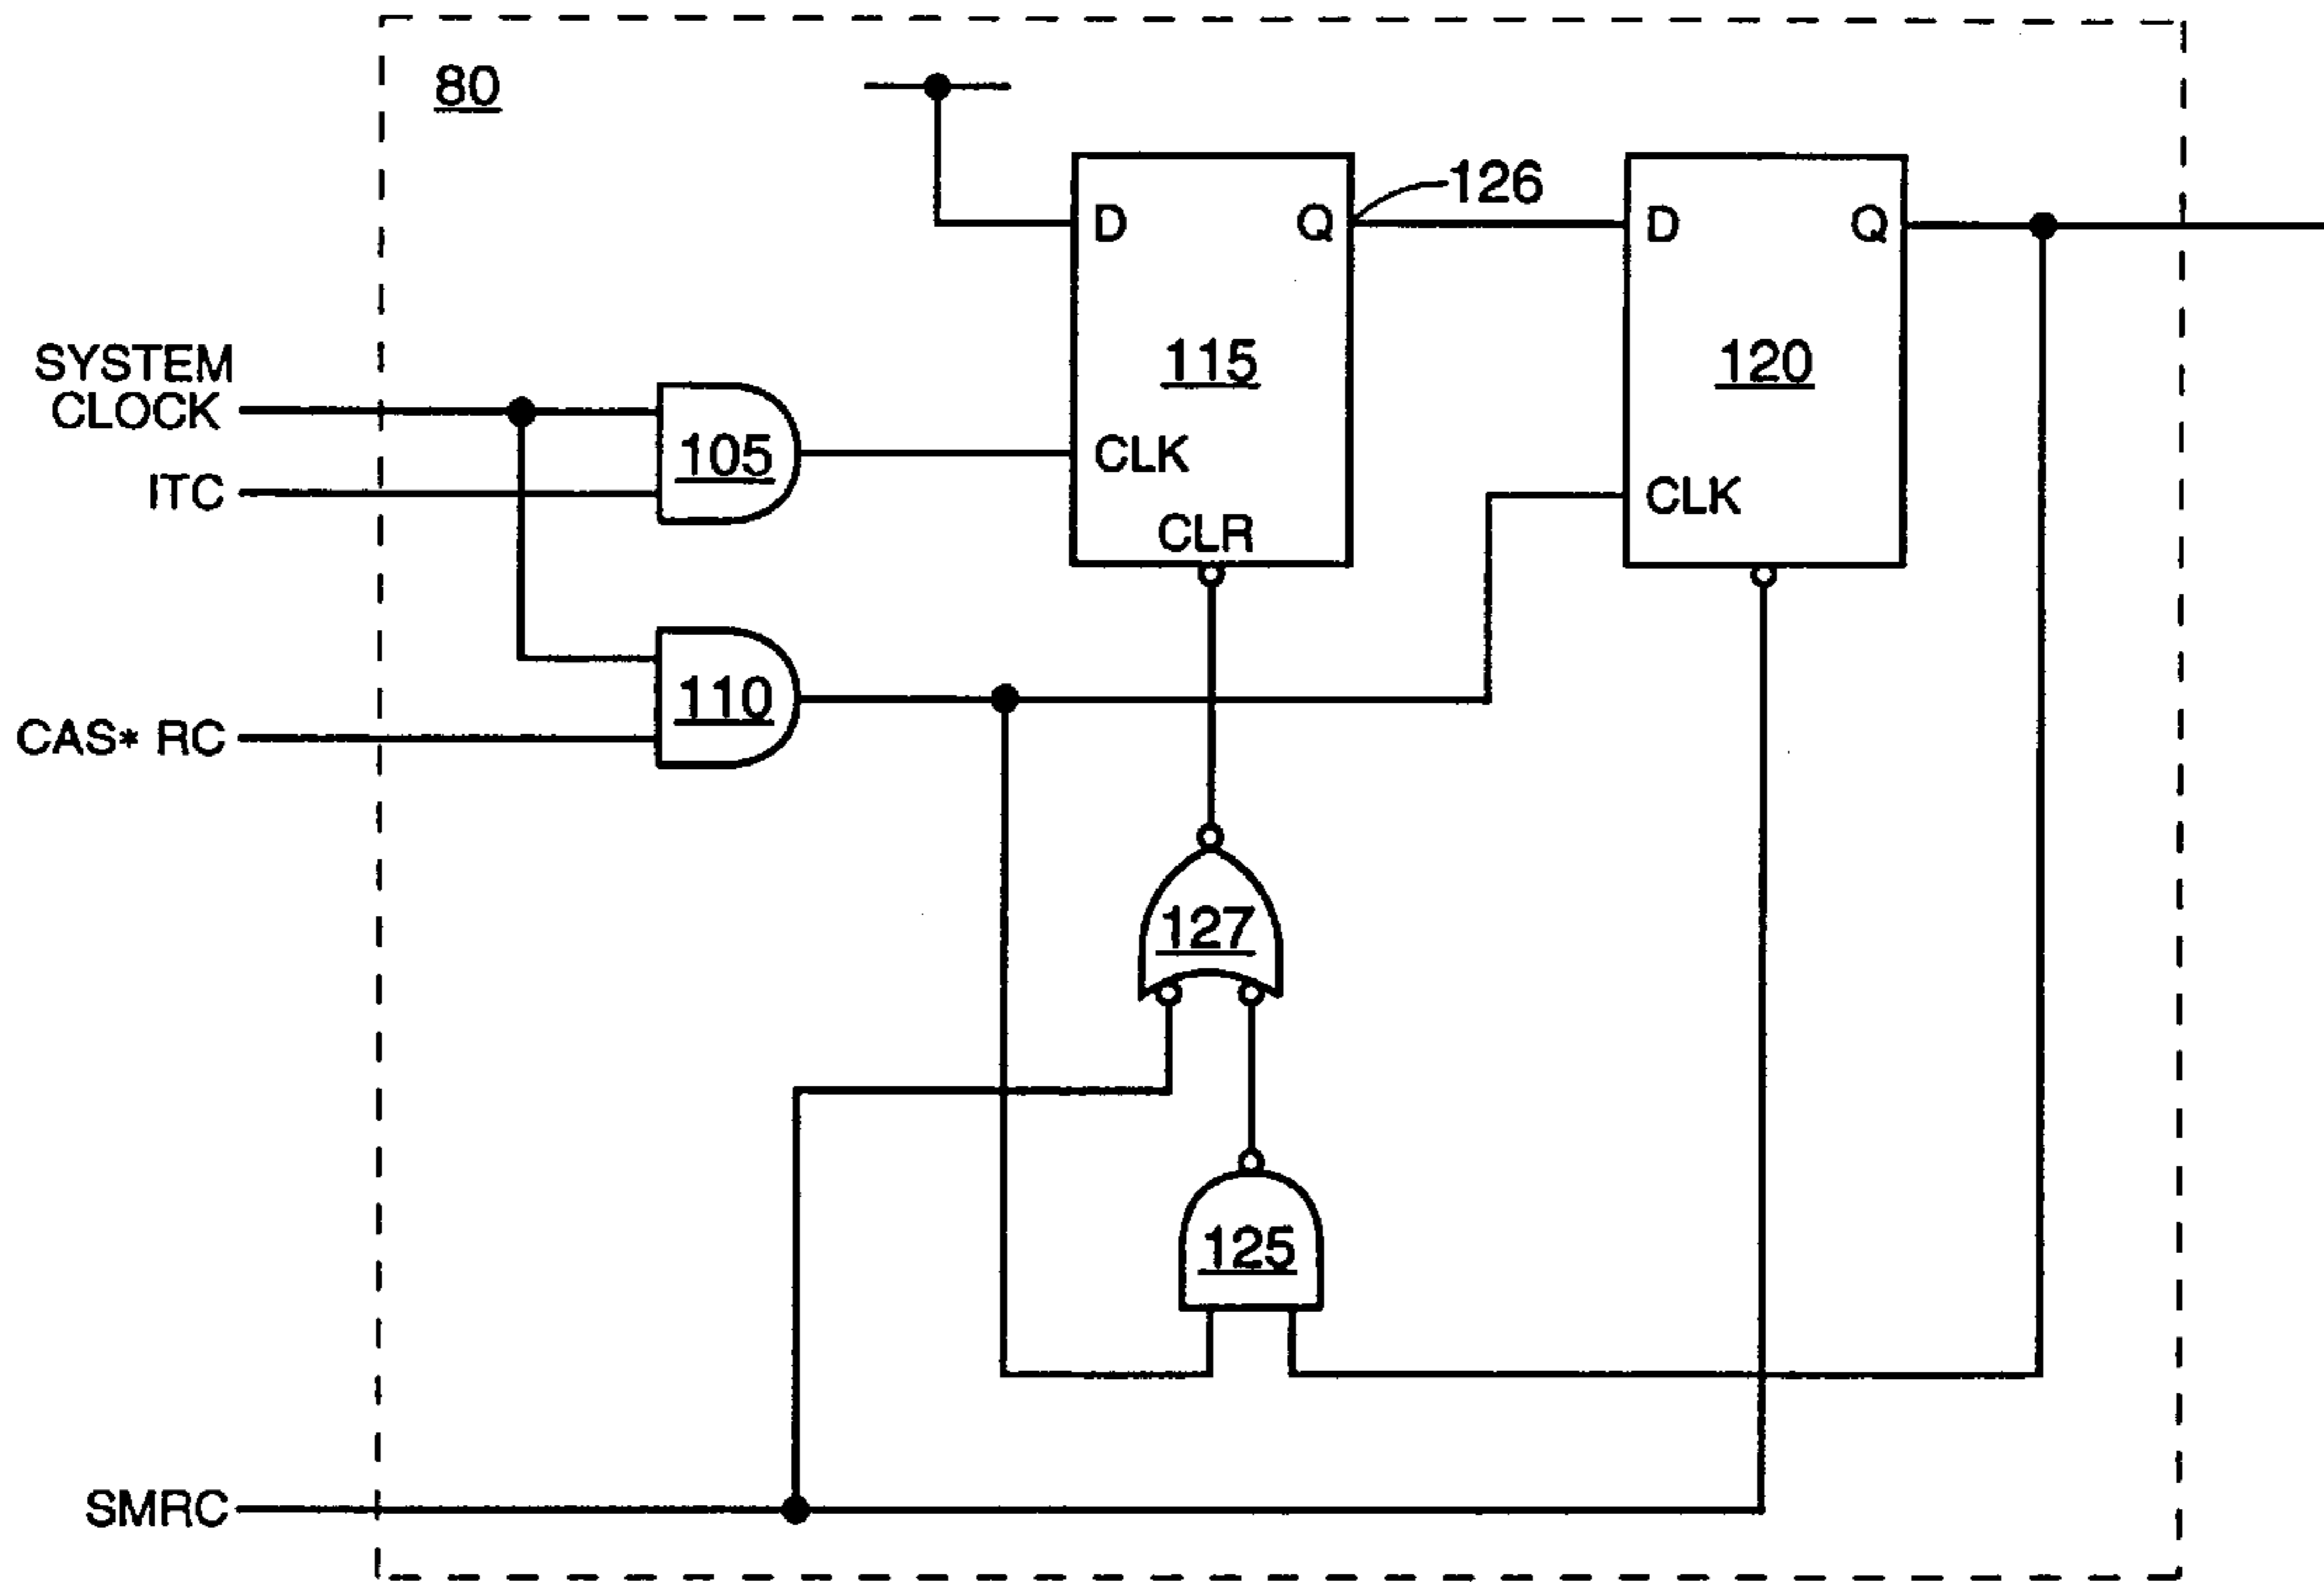 80
126
D
Q
D
Q
115
120
SYSTEM
CLOCK
105
CLK
ITC
CLK
CLR
110
CAS* RC
127
125
SMRC